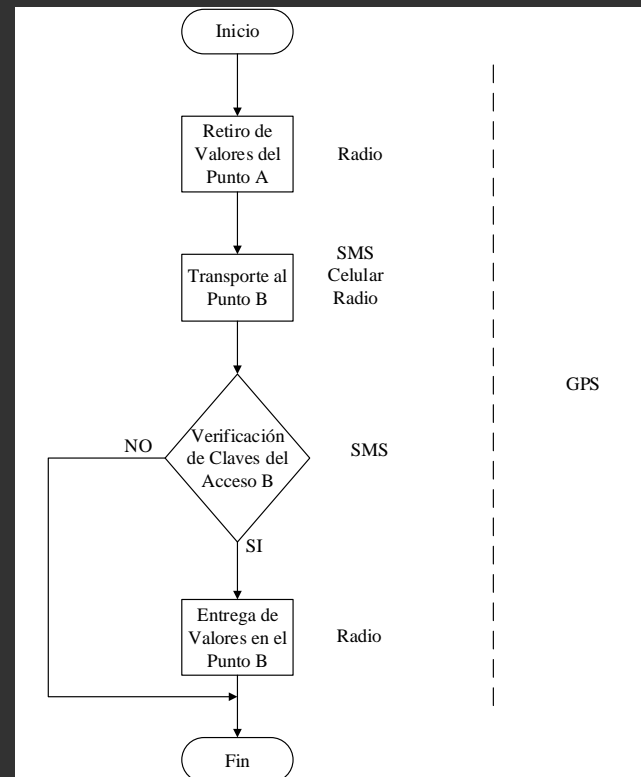 Inicio
Retiro de
Valores del
Punto A
Radio
Transporte al
Punto B
SMS
Celular
Radio
GPS
Verificación
de Claves del
Acceso B
NO
SMS
SI
Entrega de
Valores en el
Punto B
Radio
Fin